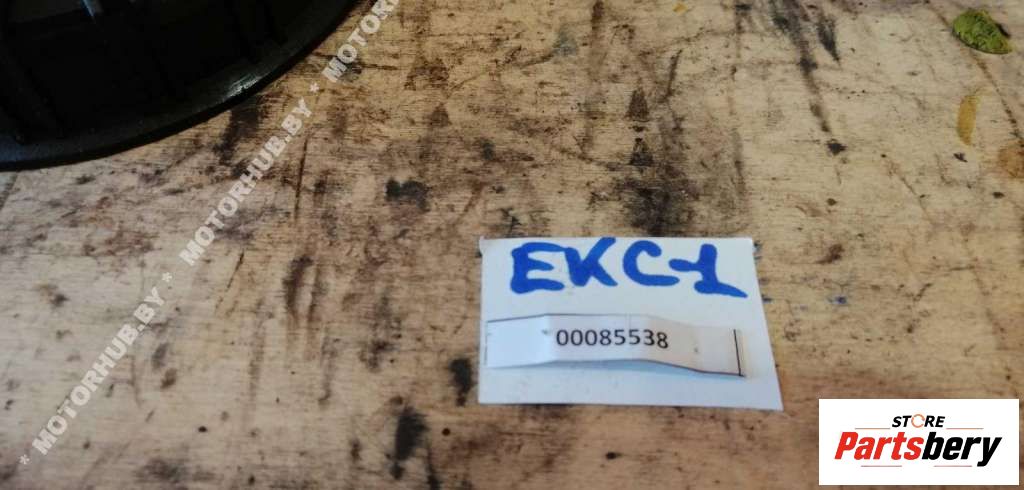 * MOTORHUB.BY * MOTORHUB.BY * MOTORHUB.BY
EKC-1
00085538
STORE
Partsbery